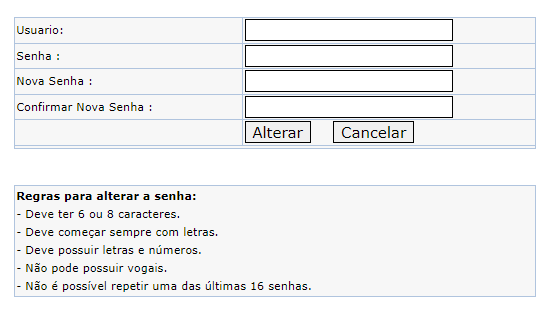 Usuario:
Senha :
Nova Senha :
Confirmar Nova Senha :
Alterar Cancelar
Regras para alterar a senha:
- Deve ter 6 ou 8 caracteres.
- Deve começar sempre com letras.
- Deve possuir letras e números.
- Não pode possuir vogais.
- Não é possível repetir uma das últimas 16 senhas.